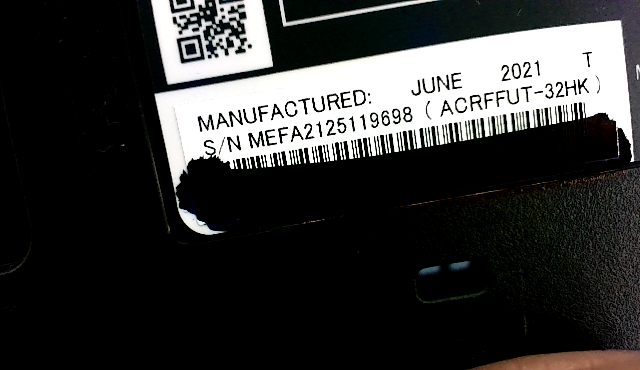 MANUFACTURED: JUNE 2021 T
S/N MEFA2125119698 ( ACRFFUT-32HK )